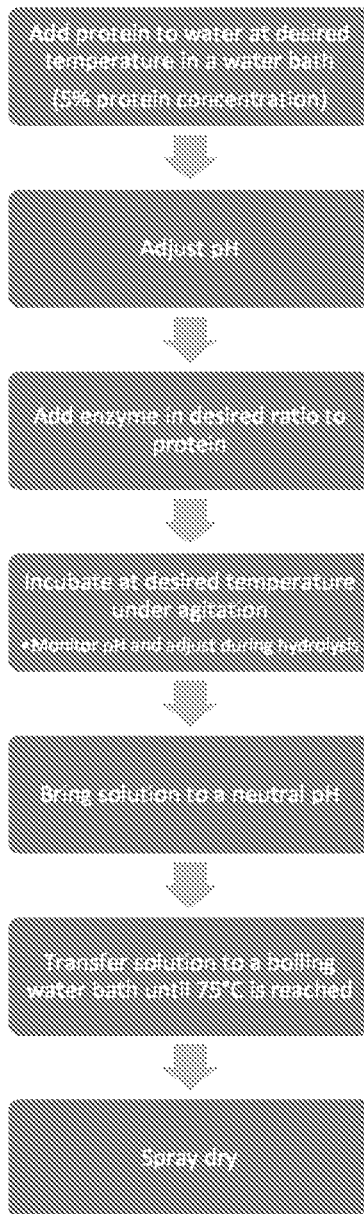 Add protein to water at desired
temperature in a water bath
(5% protein concentration)
Adjust pH
Add enzyme in desired ratio to
protein
Incubate at desired temperature
under agitation
•Monitor pH and adjust during hydrolysis
Bring solution to a neutral pH
Transfer solution to a boiling
water bath until 75°C is reached
Spray dry